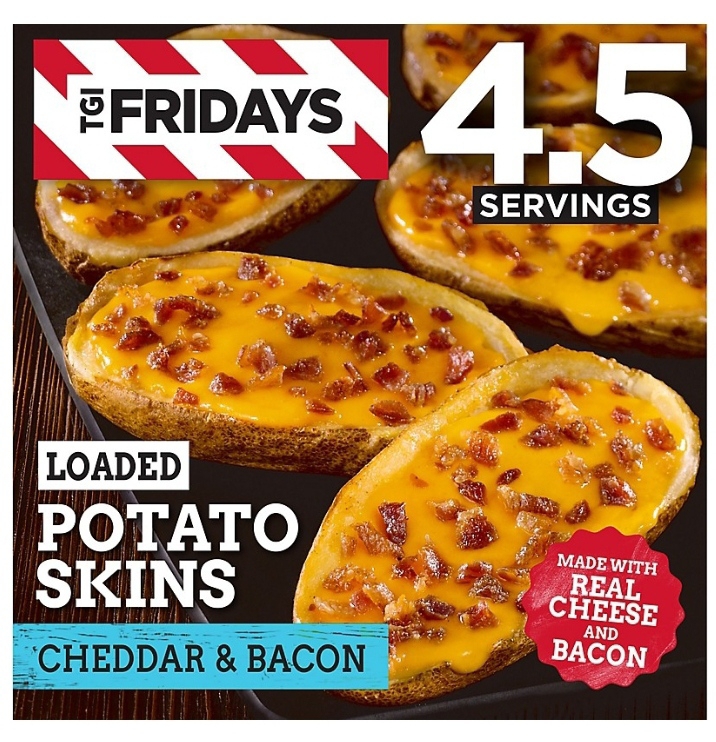 TGI FRIDAYS
4.5
SERVINGS
LOADED
POTATO
SKINS
CHEDDAR & BACON
MADE WITH
REAL
CHEESE
AND
BACON